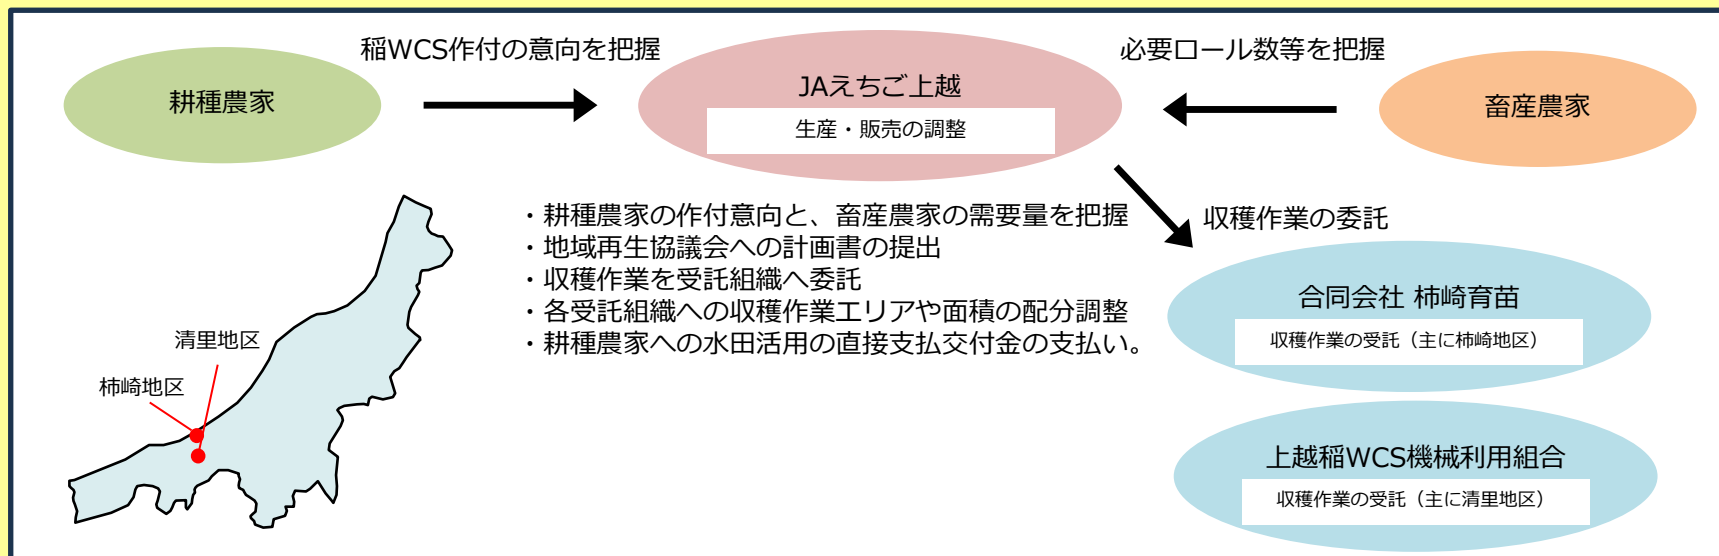 稲WCS作付の意向を把握
必要ロール数等を把握
耕種農家
JAえちご上越
生産・販売の調整
畜産農家
・耕種農家の作付意向と、畜産農家の需要量を把握
・地域再生協議会への計画書の提出
・収穫作業を受託組織へ委託
・各受託組織への収穫作業エリアや面積の配分調整
・耕種農家への水田活用の直接支払交付金の支払い。
収穫作業の委託
合同会社 柿崎育苗
収穫作業の受託（主に柿崎地区）
上越稲WCS機械利用組合
収穫作業の受託（主に清里地区）
清里地区
柿崎地区